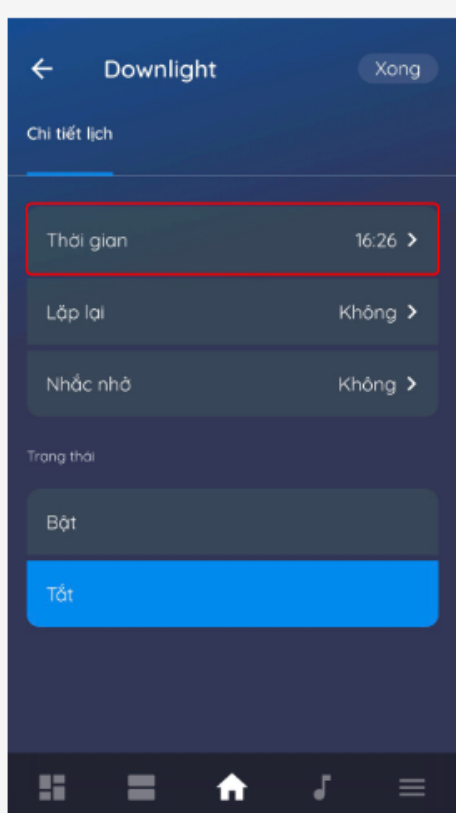 Downlight
Xong
Chi tiết lịch
Thời gian 16:26
Lặp lại Không
Nhắc nhở Không
Trạng thái
Bật
Tắt